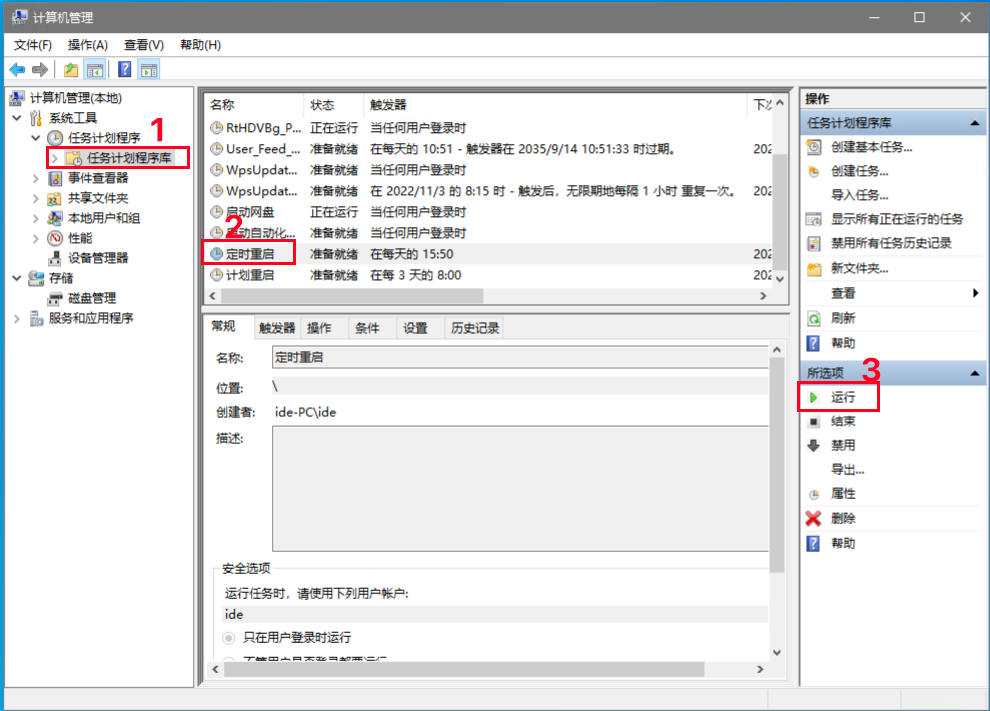 计算机管理
文件(F) 操作(A) 查看(V) 帮助(H)
计算机管理(本地)
系统工具
任务计划程序
1
任务计划程序库
事件查看器
共享文件夹
本地用户和组
性能
设备管理器
存储
磁盘管理
服务和应用程序
名称 状态 触发器 下次
RtHDVBg_P... 正在运行 当任何用户登录时
User_Feed_... 准备就绪 在每天的 10:51 - 触发器在 2035/9/14 10:51:33 时过期。 202
WpsUpdat... 准备就绪 当任何用户登录时
WpsUpdat... 准备就绪 在 2022/11/3 的 8:15 时 - 触发后，无限期地每隔 1 小时 重复一次。 202
启动网盘 正在运行 当任何用户登录时
2
启动自动化... 准备就绪 当任何用户登录时
定时重启 准备就绪 在每天的 15:50 202
计划重启 准备就绪 在每 3 天的 8:00 202
常规 触发器 操作 条件 设置 历史记录
名称: 定时重启
位置: \
创建者: ide-PC\ide
描述:
安全选项
运行任务时，请使用下列用户帐户:
ide
只在用户登录时运行
不管用户是否登录都要运行
操作
任务计划程序库
创建基本任务...
创建任务...
导入任务...
显示所有正在运行的任务
禁用所有任务历史记录
新文件夹...
查看
刷新
帮助
所选项
3
运行
结束
禁用
导出...
属性
删除
帮助